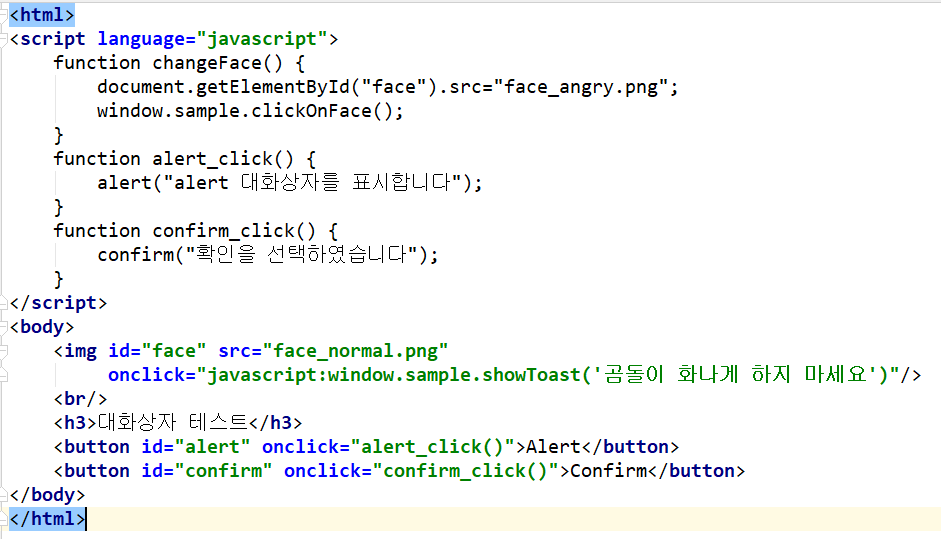 <html>
<script language="javascript">
    function changeFace() {
        document.getElementById("face").src="face_angry.png";
        window.sample.clickOnFace();
    }
    function alert_click() {
        alert("alert 대화상자를 표시합니다");
    }
    function confirm_click() {
        confirm("확인을 선택하였습니다");
    }
</script>
<body>
    <img id="face" src="face_normal.png"
         onclick="javascript:window.sample.showToast('곰돌이 화나게 하지 마세요')"/>
    <br/>
    <h3>대화상자 테스트</h3>
    <button id="alert" onclick="alert_click()">Alert</button>
    <button id="confirm" onclick="confirm_click()">Confirm</button>
</body>
</html>